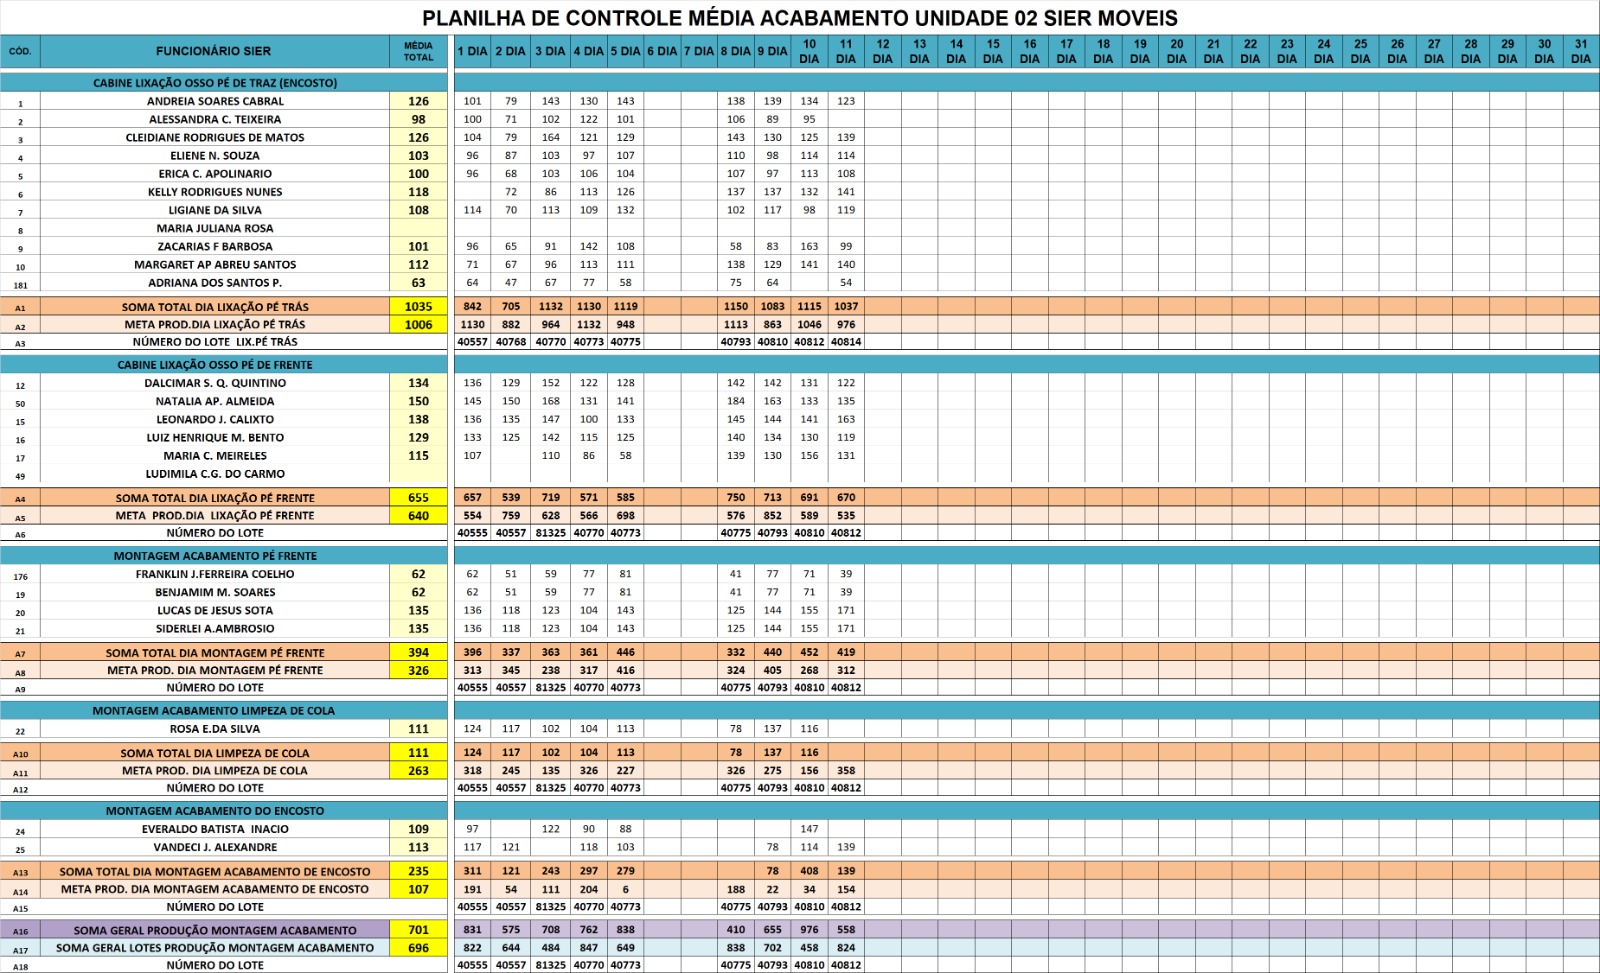 PLANILHA DE CONTROLE MÉDIA ACABAMENTO UNIDADE 02 SIER MOVEIS
CÓD. FUNCIONÁRIO SIER MÉDIA TOTAL 1 DIA 2 DIA 3 DIA 4 DIA 5 DIA 6 DIA 7 DIA 8 DIA 9 DIA 10 DIA 11 DIA 12 DIA 13 DIA 14 DIA 15 DIA 16 DIA 17 DIA 18 DIA 19 DIA 20 DIA 21 DIA 22 DIA 23 DIA 24 DIA 25 DIA 26 DIA 27 DIA 28 DIA 29 DIA 30 DIA 31 DIA
CABINE LIXAÇÃO OSSO PÉ DE TRAZ (ENCOSTO)
1 ANDREIA SOARES CABRAL 126 101 79 143 130 143 138 139 134 123
2 ALESSANDRA C. TEIXEIRA 98 100 71 102 122 101 106 89 95
3 CLEIDIANE RODRIGUES DE MATOS 126 104 79 164 121 129 143 130 125 139
4 ELIENE N. SOUZA 103 96 87 103 97 107 110 98 114 114
5 ERICA C. APOLINARIO 100 96 68 103 106 104 107 97 113 108
6 KELLY RODRIGUES NUNES 118 72 86 113 126 137 137 132 141
7 LIGIANE DA SILVA 108 114 70 113 109 132 102 117 98 119
8 MARIA JULIANA ROSA
9 ZACARIAS F BARBOSA 101 96 65 91 142 108 58 83 163 99
10 MARGARET AP ABREU SANTOS 112 71 67 96 113 111 138 129 141 140
181 ADRIANA DOS SANTOS P. 63 64 47 67 77 58 75 64 54
A1 SOMA TOTAL DIA LIXAÇÃO PÉ TRÁS 1035 842 705 1132 1130 1119 1150 1083 1115 1037
A2 META PROD.DIA LIXAÇÃO PÉ TRÁS 1006 1130 882 964 1132 948 1113 863 1046 976
A3 NÚMERO DO LOTE LIX.PÉ TRÁS 40557 40768 40770 40773 40775 40793 40810 40812 40814
CABINE LIXAÇÃO OSSO PÉ DE FRENTE
12 DALCIMAR S. Q. QUINTINO 134 136 129 152 122 128 142 142 131 122
50 NATALIA AP. ALMEIDA 150 145 150 168 131 141 184 163 133 135
15 LEONARDO J. CALIXTO 138 136 135 147 100 133 145 144 141 163
16 LUIZ HENRIQUE M. BENTO 129 133 125 142 115 125 140 134 130 119
17 MARIA C. MEIRELES 115 107 110 86 58 139 130 156 131
49 LUDIMILA C.G. DO CARMO
A4 SOMA TOTAL DIA LIXAÇÃO PÉ FRENTE 655 657 539 719 571 585 750 713 691 670
A5 META PROD.DIA LIXAÇÃO PÉ FRENTE 640 554 759 628 566 698 576 852 589 535
A6 NÚMERO DO LOTE 40555 40557 81325 40770 40773 40775 40793 40810 40812
MONTAGEM ACABAMENTO PÉ FRENTE
176 FRANKLIN J.FERREIRA COELHO 62 62 51 59 77 81 41 77 71 39
19 BENJAMIM M. SOARES 62 62 51 59 77 81 41 77 71 39
20 LUCAS DE JESUS SOTA 135 136 118 123 104 143 125 144 155 171
21 SIDERLEI A.AMBROSIO 135 136 118 123 104 143 125 144 155 171
A7 SOMA TOTAL DIA MONTAGEM PÉ FRENTE 394 396 337 363 361 446 332 440 452 419
A8 META PROD. DIA MONTAGEM PÉ FRENTE 326 313 345 238 317 416 324 405 268 312
A9 NÚMERO DO LOTE 40555 40557 81325 40770 40773 40775 40793 40810 40812
MONTAGEM ACABAMENTO LIMPEZA DE COLA
22 ROSA E.DA SILVA 111 124 117 102 104 113 78 137 116
A10 SOMA TOTAL DIA LIMPEZA DE COLA 111 124 117 102 104 113 78 137 116
A11 META PROD. DIA LIMPEZA DE COLA 263 318 245 135 326 227 326 275 156 358
A12 NÚMERO DO LOTE 40555 40557 81325 40770 40773 40775 40793 40810 40812
MONTAGEM ACABAMENTO DO ENCOSTO
24 EVERALDO BATISTA INACIO 109 97 122 90 88 147
25 VANDECI J. ALEXANDRE 113 117 121 118 103 78 114 139
A13 SOMA TOTAL DIA MONTAGEM ACABAMENTO DE ENCOSTO 235 311 121 243 297 279 78 408 139
A14 META PROD. DIA MONTAGEM ACABAMENTO DE ENCOSTO 107 191 54 111 204 6 188 22 34 154
A15 NÚMERO DO LOTE 40555 40557 81325 40770 40773 40775 40793 40810 40812
A16 SOMA GERAL PRODUÇÃO MONTAGEM ACABAMENTO 701 831 575 708 762 838 410 655 976 558
A17 SOMA GERAL LOTES PRODUÇÃO MONTAGEM ACABAMENTO 696 822 644 484 847 649 838 702 458 824
A18 NÚMERO DO LOTE 40555 40557 81325 40770 40773 40775 40793 40810 40812